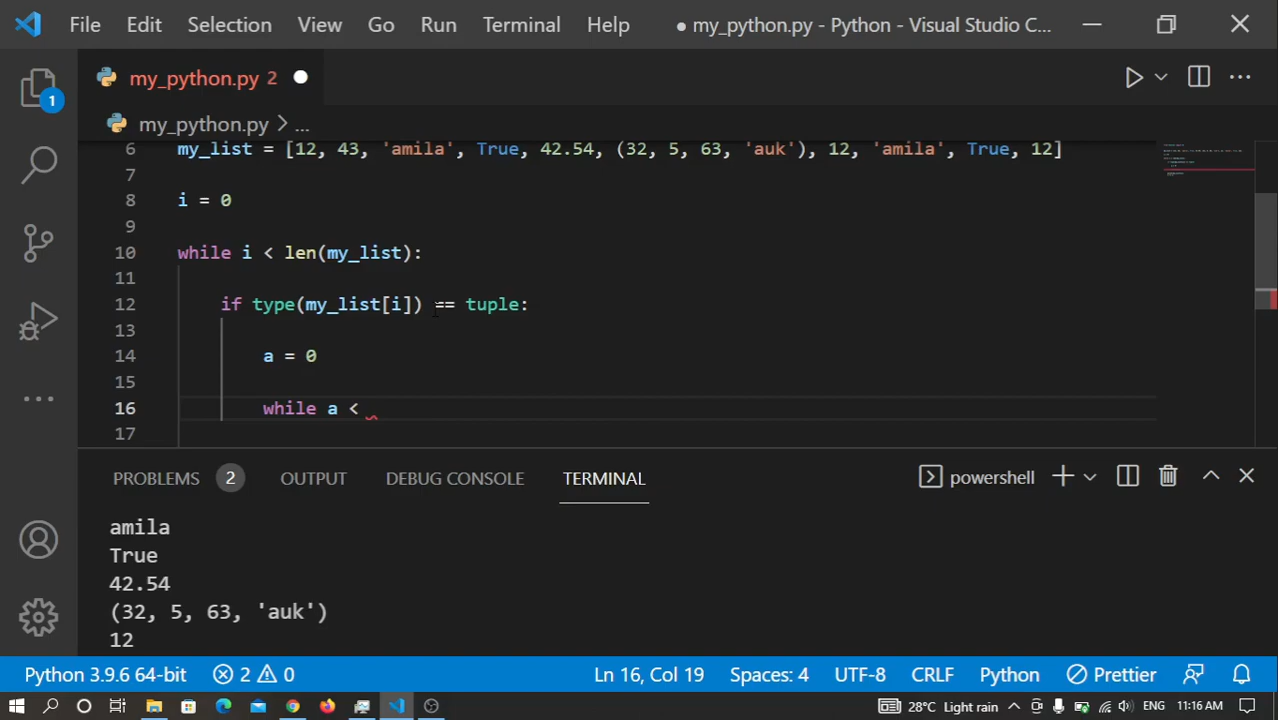 File Edit Selection View Go Run Terminal Help ● my_python.py - Python - Visual Studio C...
my_python.py 2
1
my_python.py > ...
6 my_list = [12, 43, 'amila', True, 42.54, (32, 5, 63, 'auk'), 12, 'amila', True, 12]
7
8 i = 0
9
10 while i < len(my_list):
11
12 if type(my_list[i]) == tuple:
13
14 a = 0
15
16 while a <
17
PROBLEMS 2 OUTPUT DEBUG CONSOLE TERMINAL powershell
amila
True
42.54
(32, 5, 63, 'auk')
12
Python 3.9.6 64-bit 2 0 Ln 16, Col 19 Spaces: 4 UTF-8 CRLF Python Prettier
28°C Light rain ENG 11:16 AM